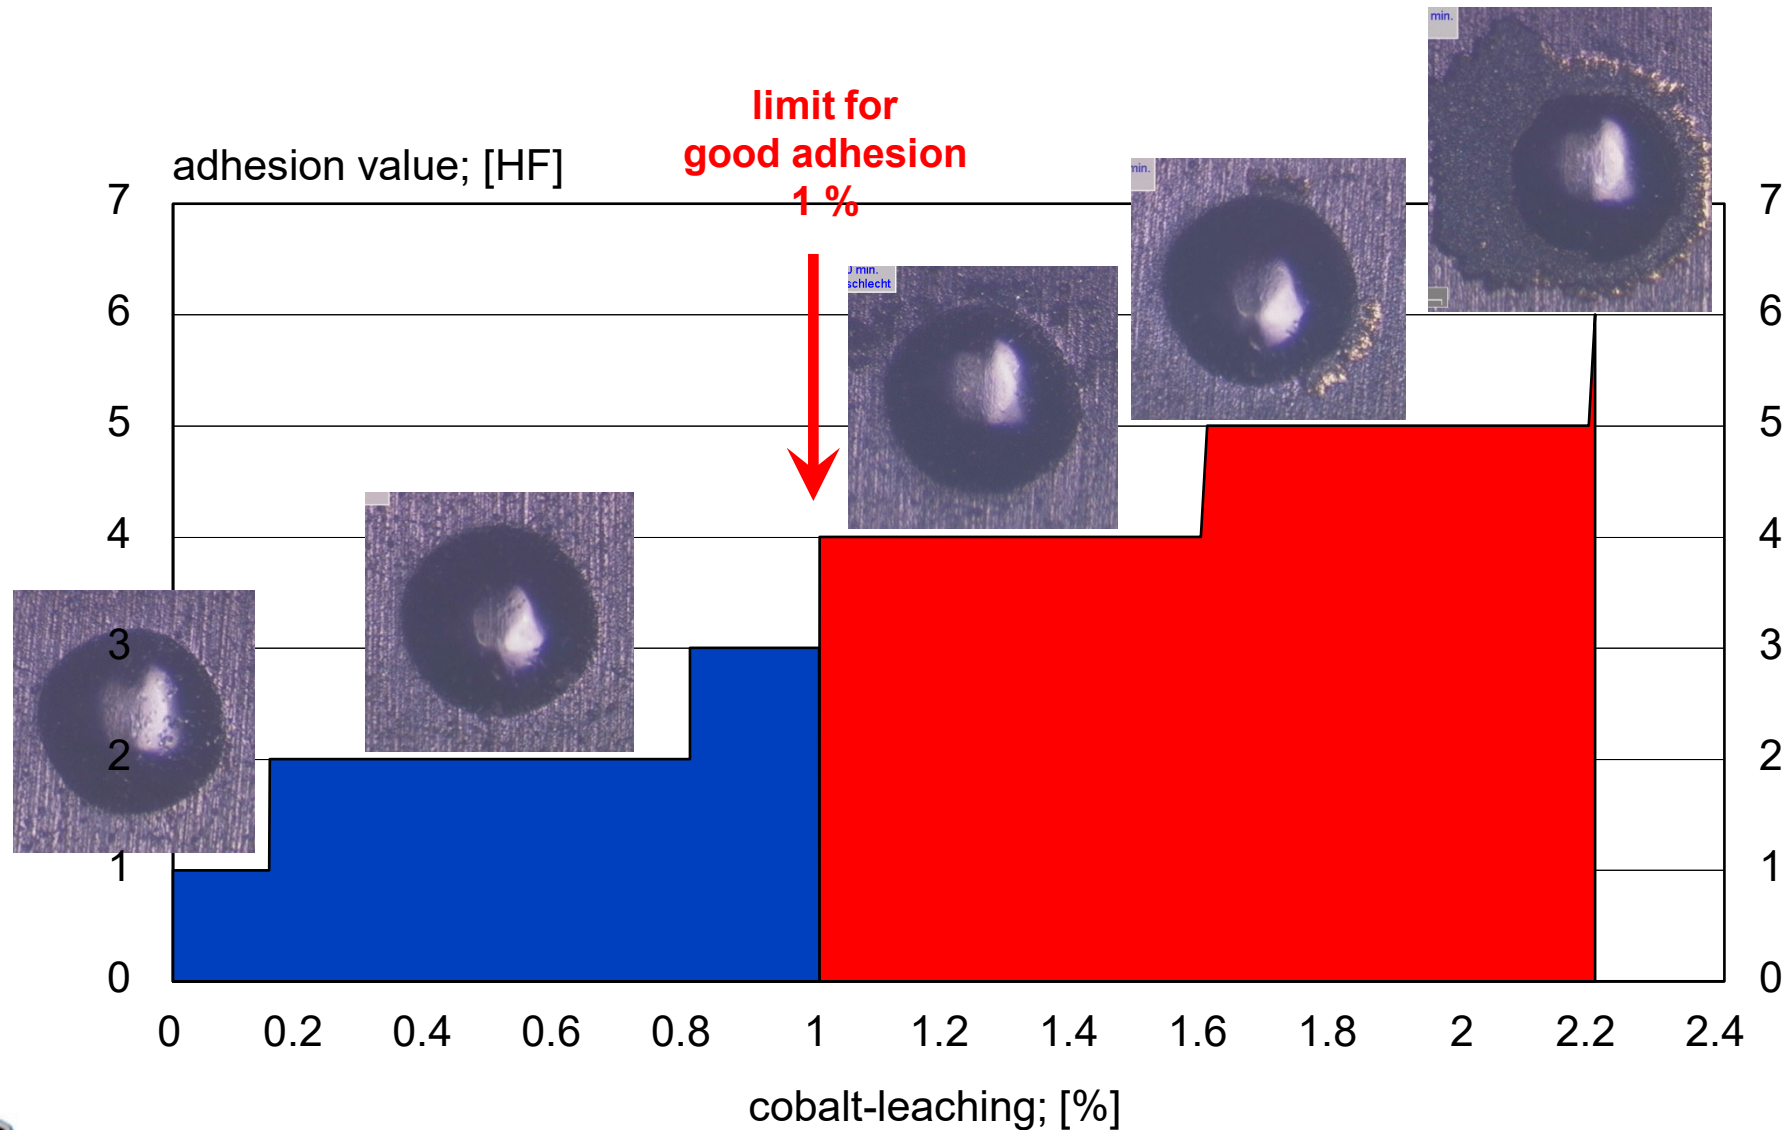 min.
limit for
good adhesion
1 %
adhesion value; [HF]
min.
7 7
min.
schlecht
6 6
5 5
4 4
3 3
2 2
1 1
0 0
0 0.2 0.4 0.6 0.8 1 1.2 1.4 1.6 1.8 2 2.2 2.4
cobalt-leaching; [%]